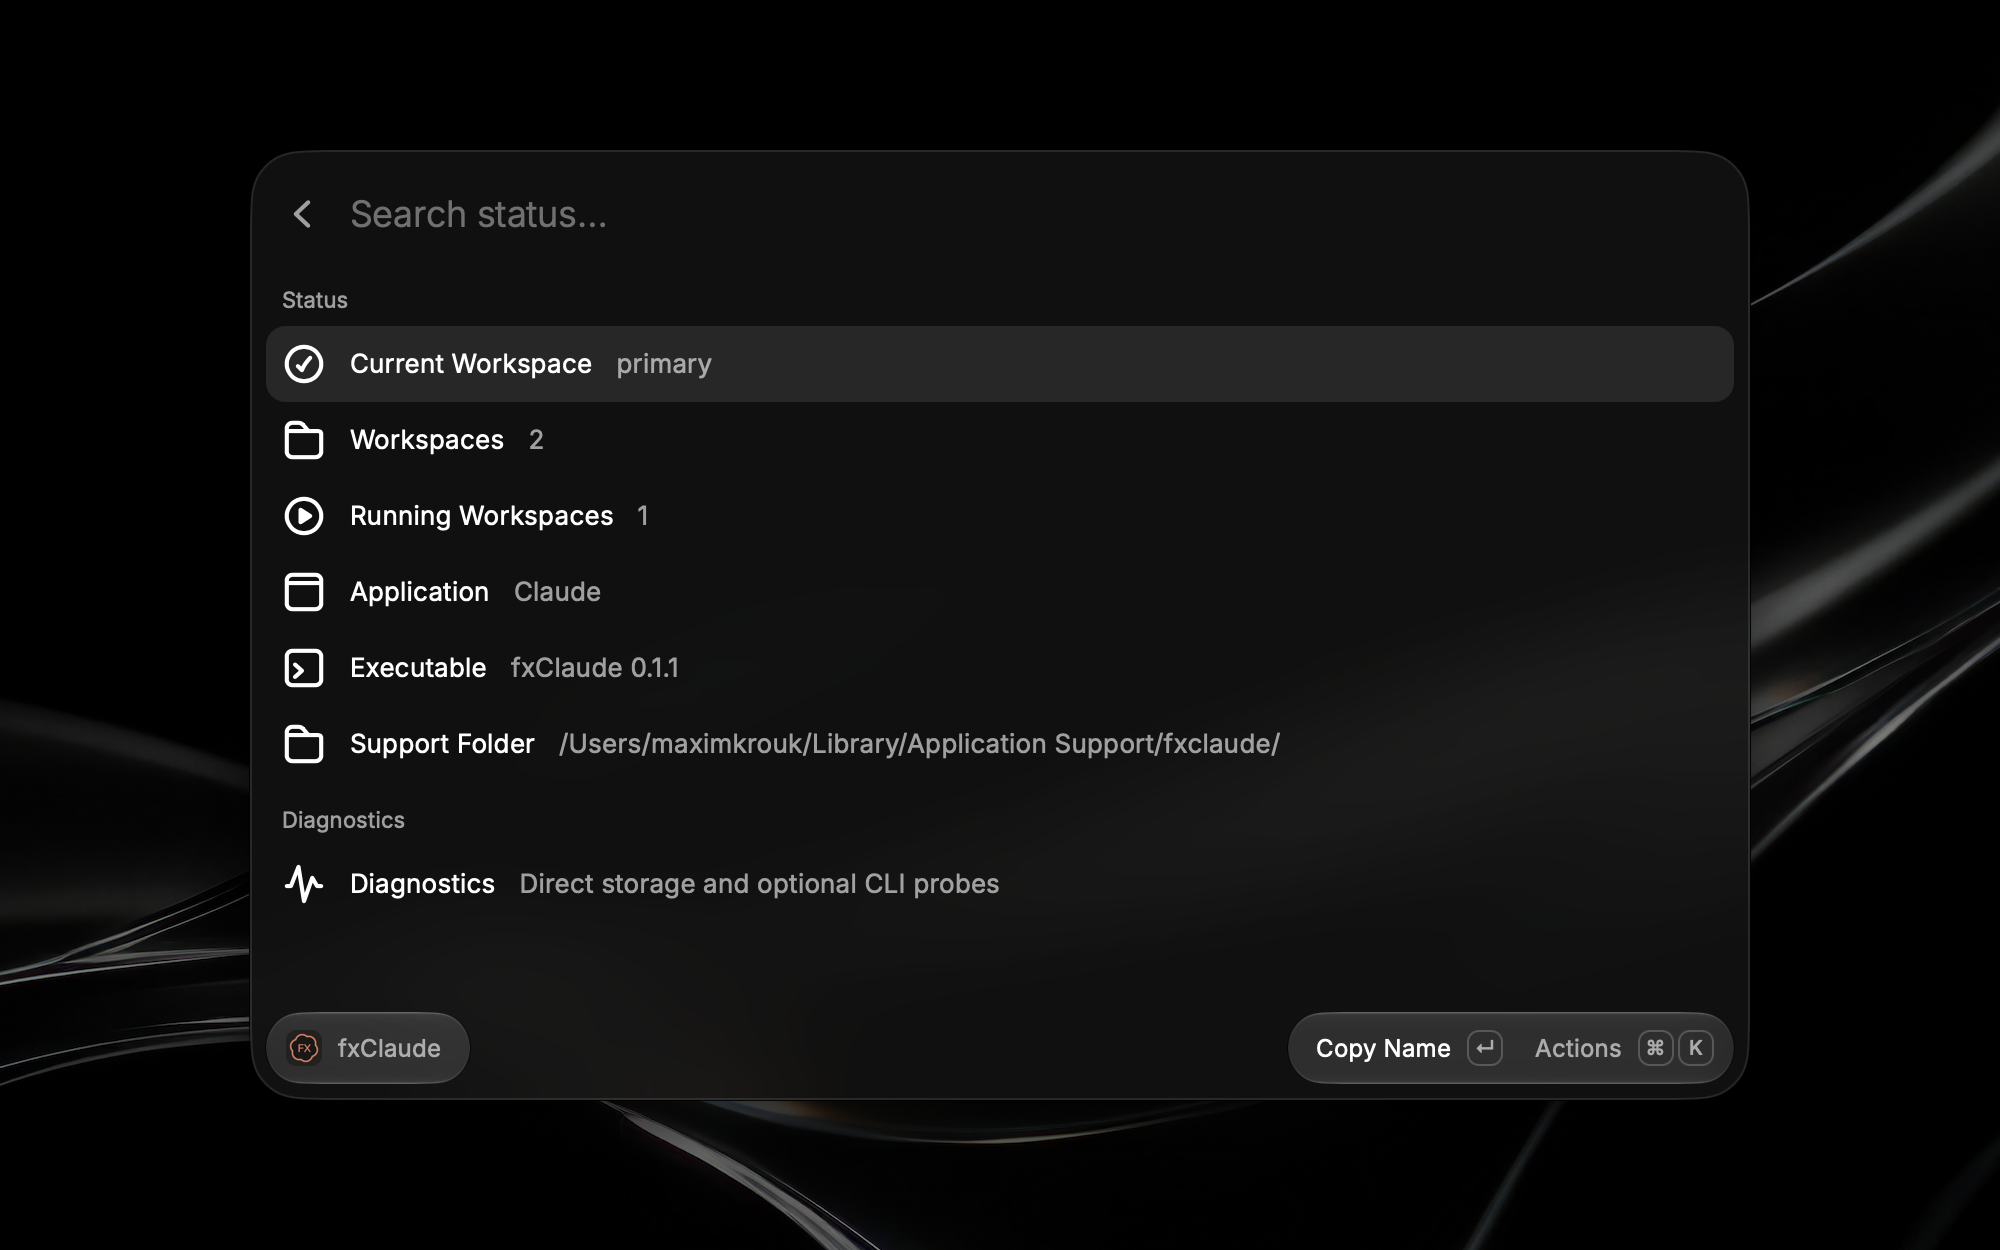 Search status...
Status
Current Workspace primary
Workspaces 2
Running Workspaces 1
Application Claude
Executable fxClaude 0.1.1
Support Folder /Users/maximkrouk/Library/Application Support/fxclaude/
Diagnostics
Diagnostics Direct storage and optional CLI probes
FX fxClaude Copy Name ↵ Actions ⌘ K